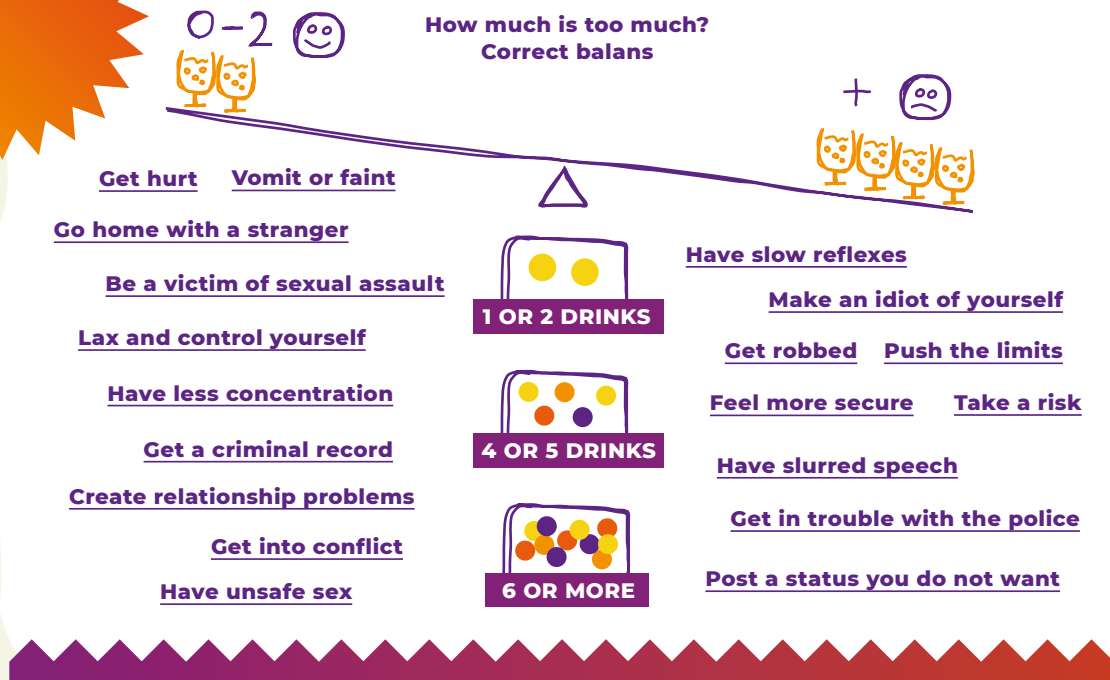 How much is too much?
Correct balans
0-2
+
Get hurt
Vomit or faint
Go home with a stranger
Be a victim of sexual assault
Lax and control yourself
Have less concentration
Get a criminal record
Create relationship problems
Get into conflict
Have unsafe sex
1 OR 2 DRINKS
4 OR 5 DRINKS
6 OR MORE
Have slow reflexes
Make an idiot of yourself
Get robbed
Push the limits
Feel more secure
Take a risk
Have slurred speech
Get in trouble with the police
Post a status you do not want